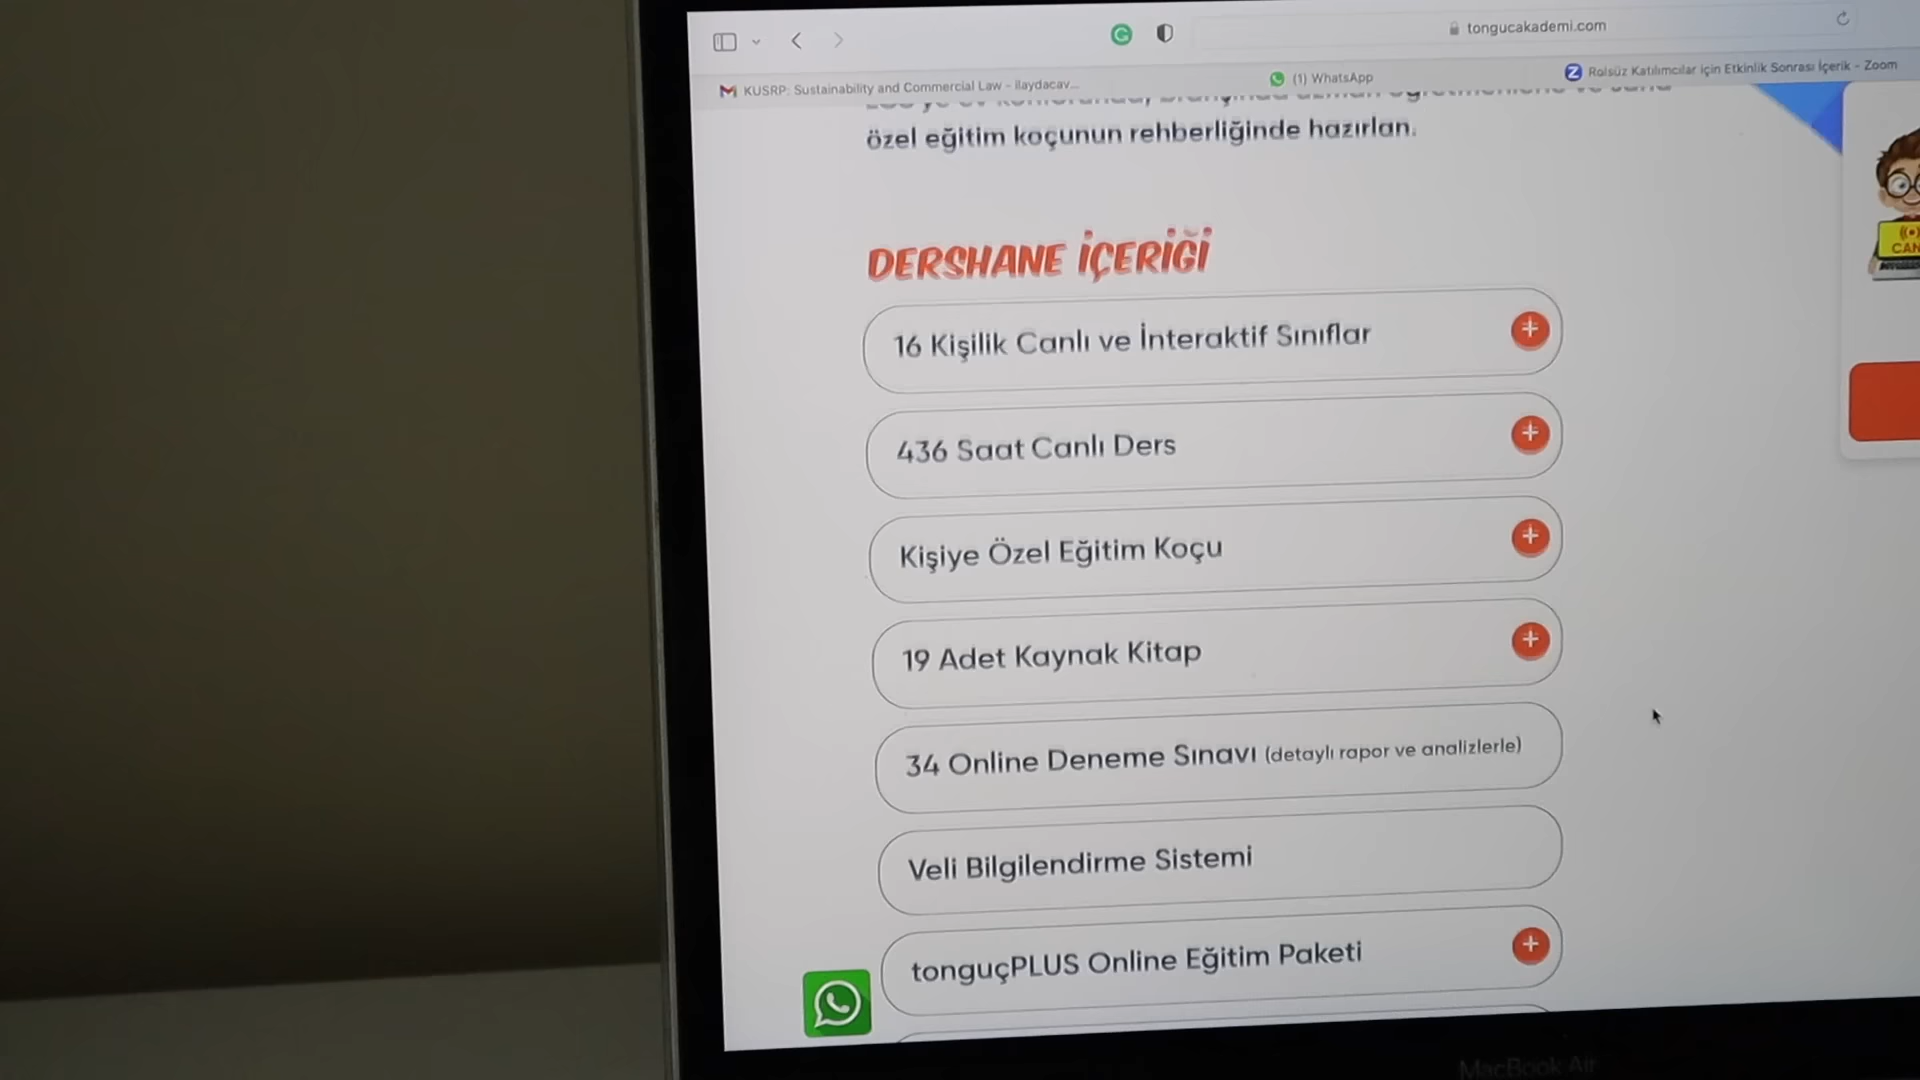 tongucakademi.com
KUSRP: Sustainability and Commercial Law - ilaydacav...
(1) WhatsApp
Rolsüz Katılımcılar için Etkinlik Sonrası İçerik - Zoom
özel eğitim koçunun rehberliğinde hazırlan.
DERSHANE İÇERİĞİ
16 Kişilik Canlı ve İnteraktif Sınıflar
436 Saat Canlı Ders
Kişiye Özel Eğitim Koçu
19 Adet Kaynak Kitap
34 Online Deneme Sınavı (detaylı rapor ve analizlerle)
Veli Bilgilendirme Sistemi
tonguçPLUS Online Eğitim Paketi
CAN
MacBook Air